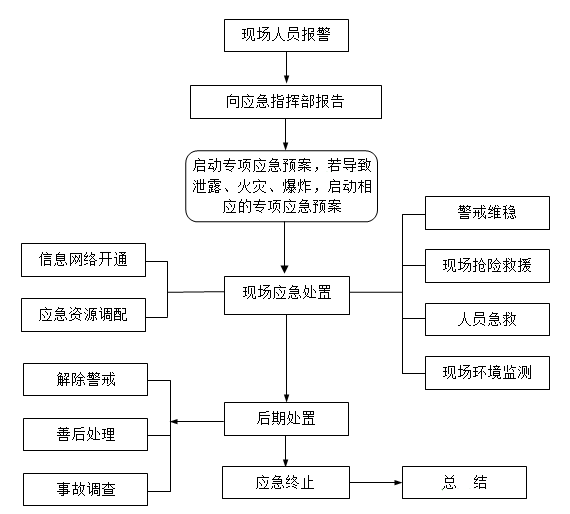 现场人员报警
向应急指挥部报告
启动专项应急预案，若导致
泄露、火灾、爆炸，启动相
应的专项应急预案
警戒维稳
信息网络开通
现场抢险救援
现场应急处置
应急资源调配
人员急救
现场环境监测
解除警戒
后期处置
善后处理
事故调查
应急终止
总 结